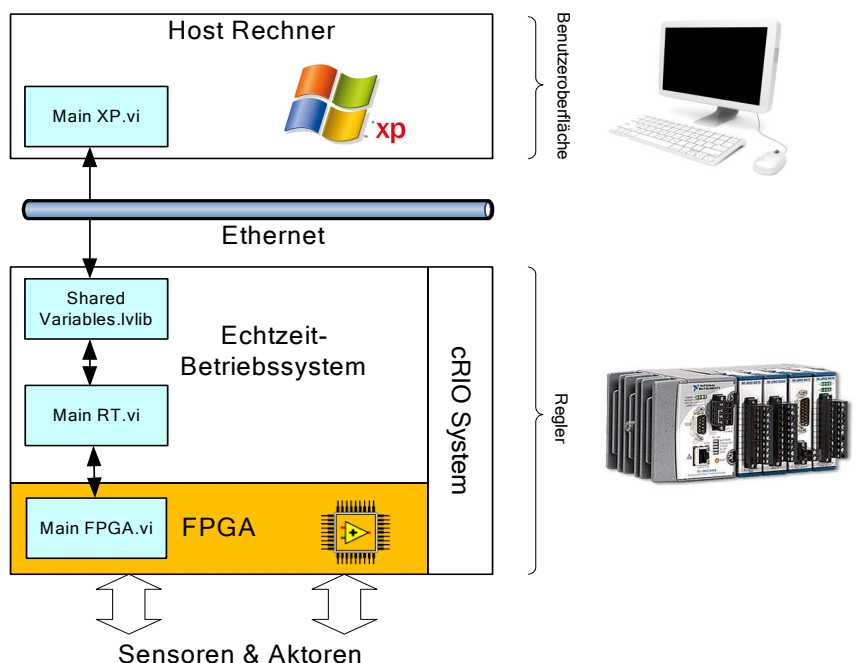 Host Rechner
Main XP.vi
xp
Benutzeroberfläche
Ethernet
Shared
Variables.lvlib
Echtzeit-
Betriebssystem
Main RT.vi
cRIO System
Regler
Main FPGA.vi
FPGA
Sensoren & Aktoren